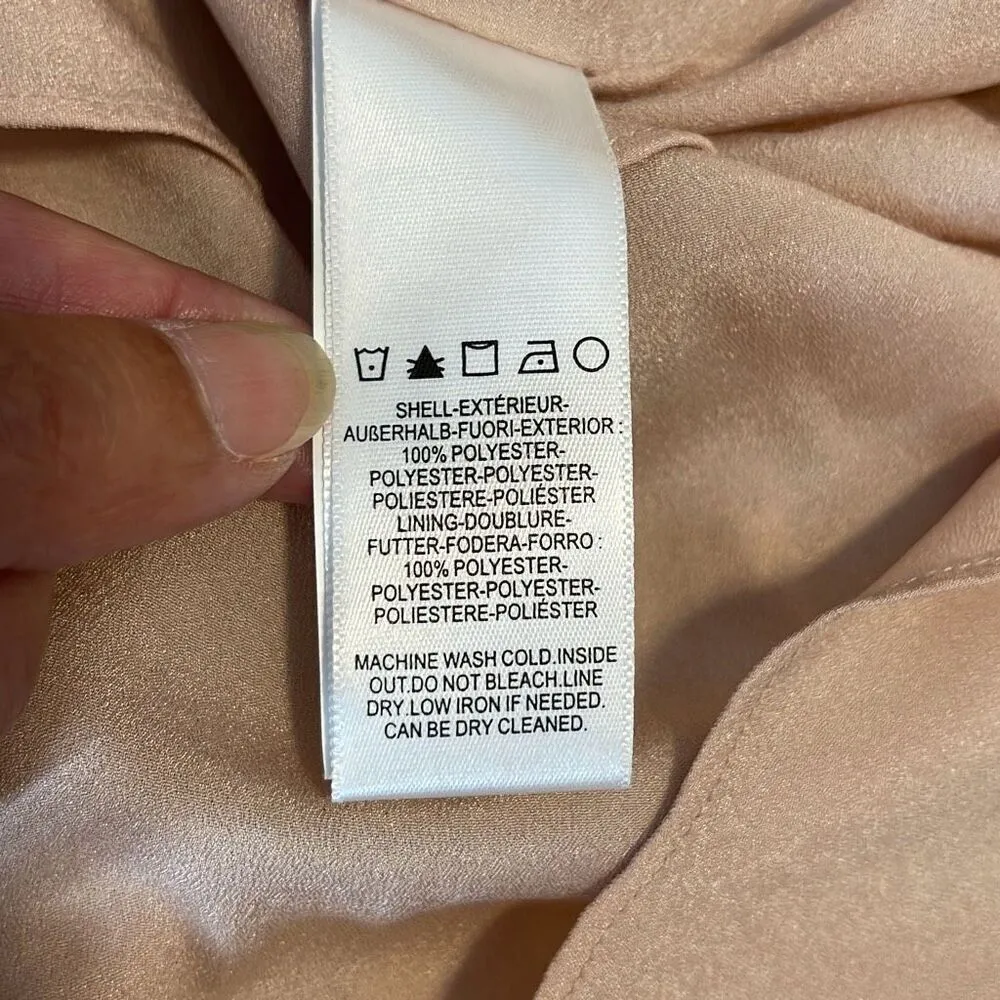 SHELL-EXTÉRIEUR-
AUßERHALB-FUORI-EXTERIOR :
100% POLYESTER-
POLYESTER-POLYESTER-
POLIESTERE-POLIÉSTER
LINING-DOUBLURE-
FUTTER-FODERA-FORRO :
100% POLYESTER-
POLYESTER-POLYESTER-
POLIESTERE-POLIÉSTER
MACHINE WASH COLD.INSIDE
OUT.DO NOT BLEACH.LINE
DRY.LOW IRON IF NEEDED.
CAN BE DRY CLEANED.